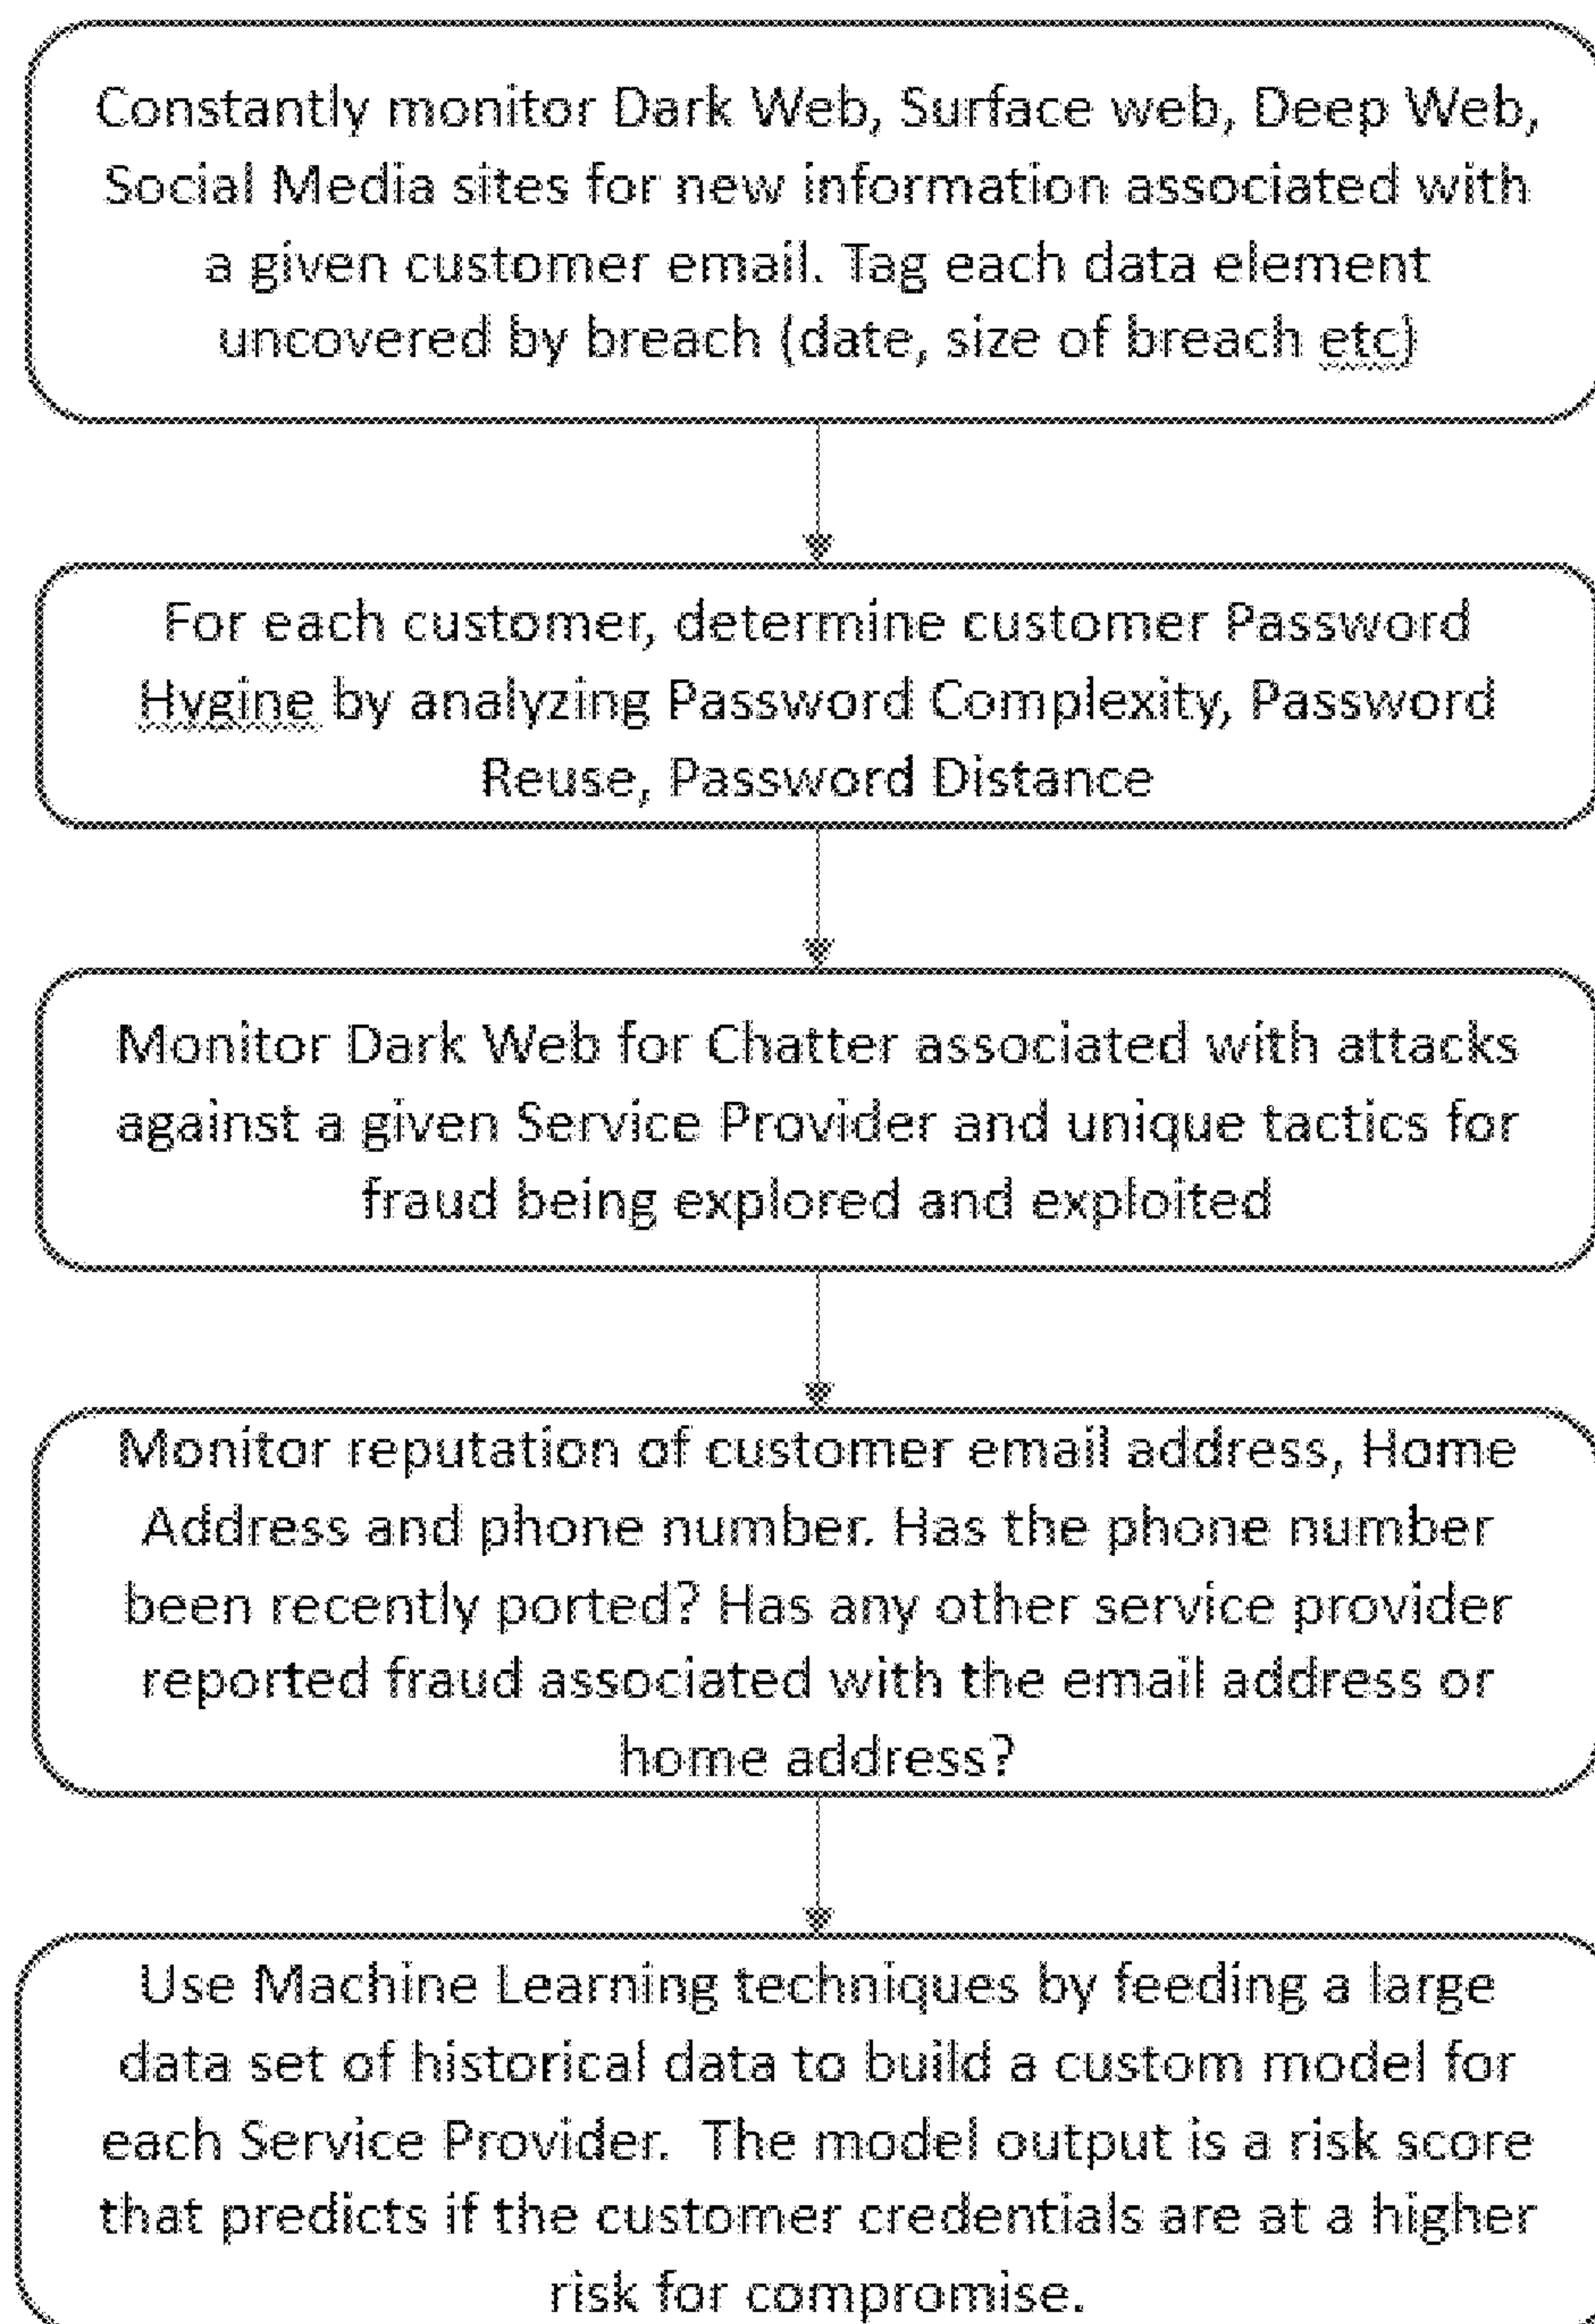 Constantly monitor Dark Web, Surface web, Deep Web,
Social Media sites for new information associated with
a given customer email. Tag each data element
uncovered by breach (date, size of breach etc)
For each customer, determine customer Password
Hygine by analyzing Password Complexity, Password
Reuse, Password Distance
Monitor Dark Web for Chatter associated with attacks
against a given Service Provider and unique tactics for
fraud being explored and exploited
Monitor reputation of customer email address, Home
Address and phone number. Has the phone number
been recently ported? Has any other service provider
reported fraud associated with the email address or
home address?
Use Machine Learning techniques by feeding a large
data set of historical data to build a custom model for
each Service Provider.  The model output is a risk score
that predicts if the customer credentials are at a higher
risk for compromise.